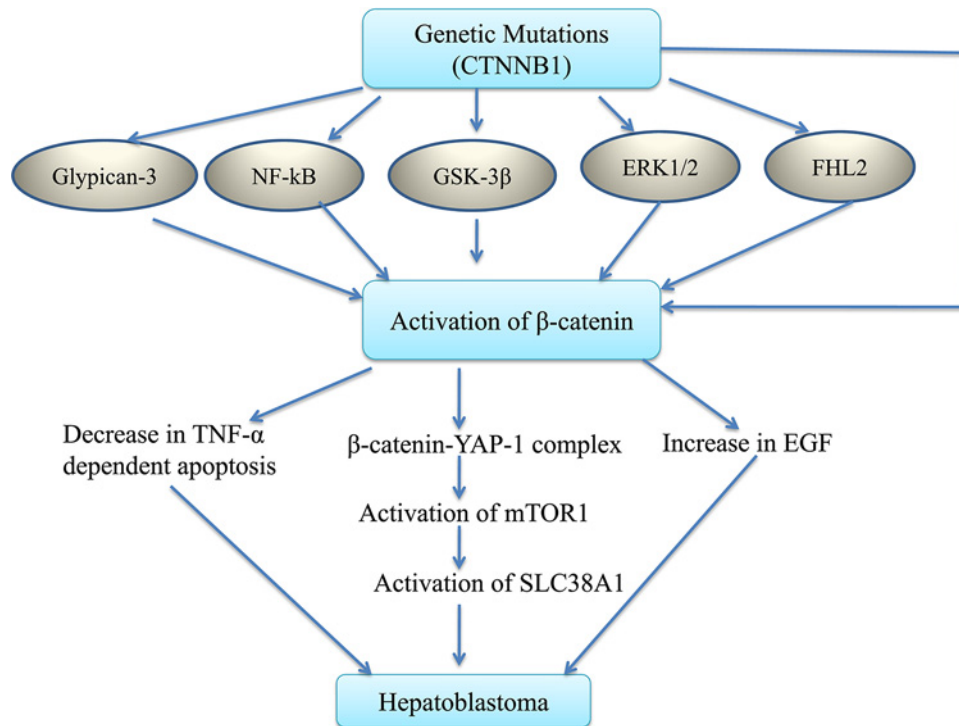 Genetic Mutations
(CTNNB1)
Glypican-3
NF-kB
GSK-3β
ERK1/2
FHL2
Activation of β-catenin
Decrease in TNF-α
dependent apoptosis
β-catenin-YAP-1 complex
Increase in EGF
Activation of mTOR1
Activation of SLC38A1
Hepatoblastoma